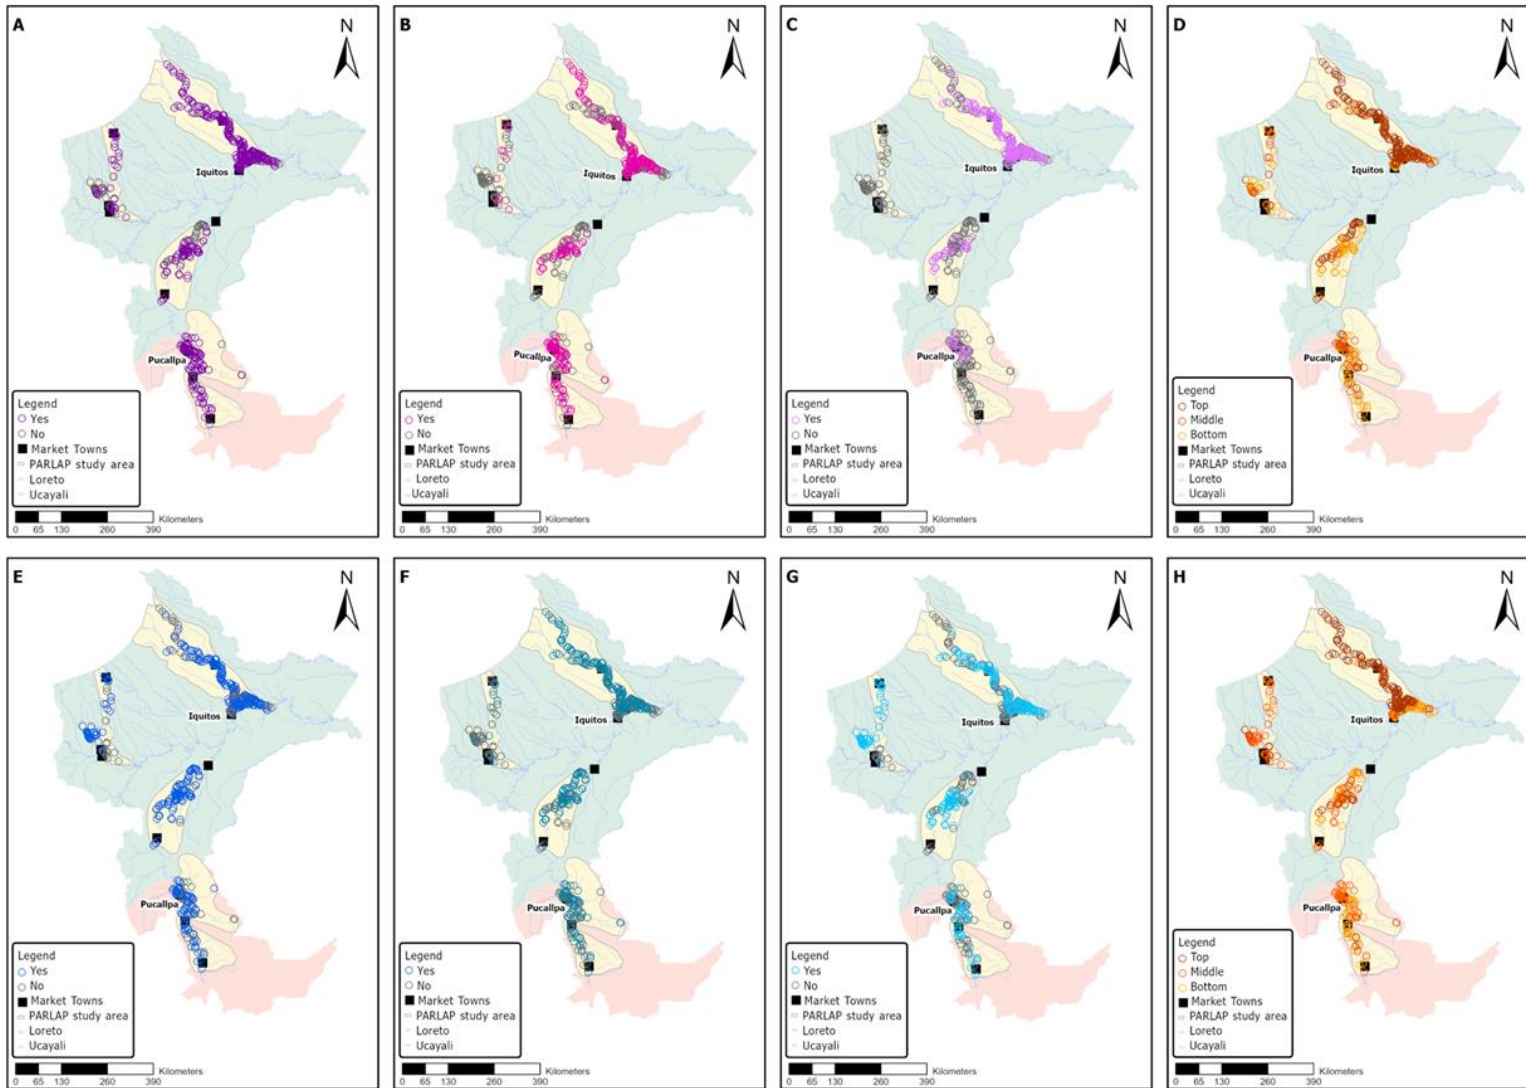 A
N
Iquitos
Pucallpa
Legend
Yes
No
Market Towns
PARLAP study area
Loreto
Ucayali
0 65 130 260 390 Kilometers
B
N
Iquitos
Pucallpa
Legend
Yes
No
Market Towns
PARLAP study area
Loreto
Ucayali
0 65 130 260 390 Kilometers
C
N
Iquitos
Pucallpa
Legend
Yes
No
Market Towns
PARLAP study area
Loreto
Ucayali
0 65 130 260 390 Kilometers
D
N
Iquitos
Pucallpa
Legend
Top
Middle
Bottom
Market Towns
PARLAP study area
Loreto
Ucayali
0 65 130 260 390 Kilometers
E
N
Iquitos
Pucallpa
Legend
Yes
No
Market Towns
PARLAP study area
Loreto
Ucayali
0 65 130 260 390 Kilometers
F
N
Iquitos
Pucallpa
Legend
Yes
No
Market Towns
PARLAP study area
Loreto
Ucayali
0 65 130 260 390 Kilometers
G
N
Iquitos
Pucallpa
Legend
Yes
No
Market Towns
PARLAP study area
Loreto
Ucayali
0 65 130 260 390 Kilometers
H
N
Iquitos
Pucallpa
Legend
Top
Middle
Bottom
Market Towns
PARLAP study area
Loreto
Ucayali
0 65 130 260 390 Kilometers